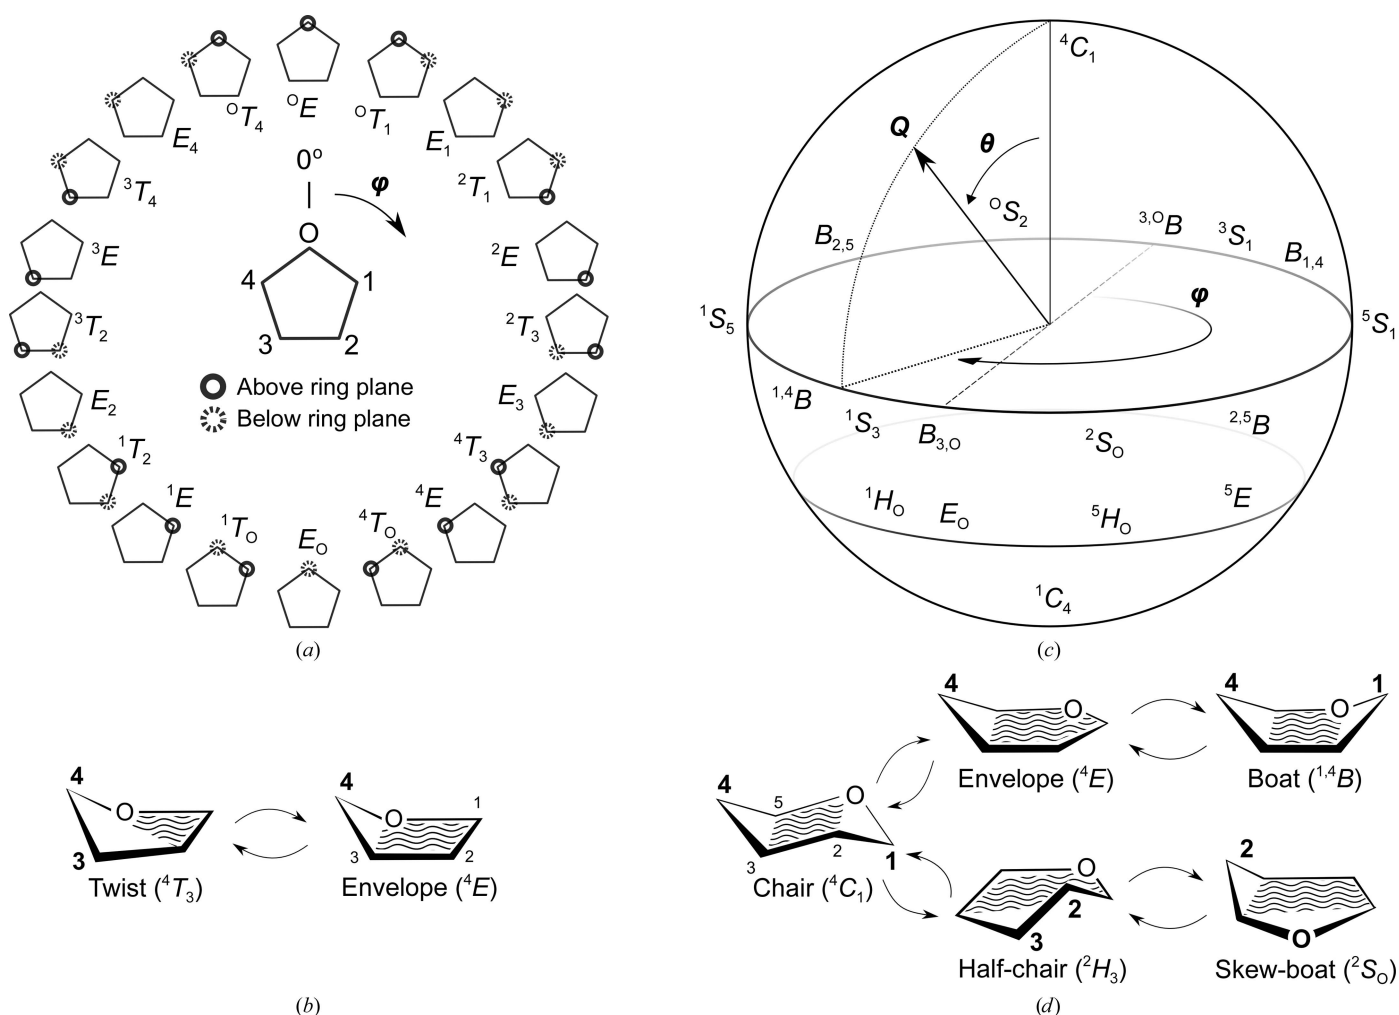 ᴼT₄
ᴼE
ᴼT₁
E₄
E₁
³T₄
²T₁
³E
²E
³T₂
²T₃
E₂
E₃
¹T₂
⁴T₃
¹E
⁴E
¹Tₒ
Eₒ
⁴Tₒ
0º
φ
O
4
1
3
2
Above ring plane
Below ring plane
(a)
⁴C₁
Q
θ
ᴼS₂
B₂,₅
³,ᴼB
³S₁
B₁,₄
φ
¹S₅
⁵S₁
¹,⁴B
¹S₃
B₃,ₒ
²Sₒ
²,⁵B
¹Hₒ
Eₒ
⁵Hₒ
⁵E
¹C₄
(c)
4
O
3
Twist (⁴T₃)
4
O
1
3
2
Envelope (⁴E)
(b)
4
5
O
3
2
1
Chair (⁴C₁)
4
O
Envelope (⁴E)
4
1
O
Boat (¹,⁴B)
O
2
3
Half-chair (²H₃)
2
O
Skew-boat (²Sₒ)
(d)